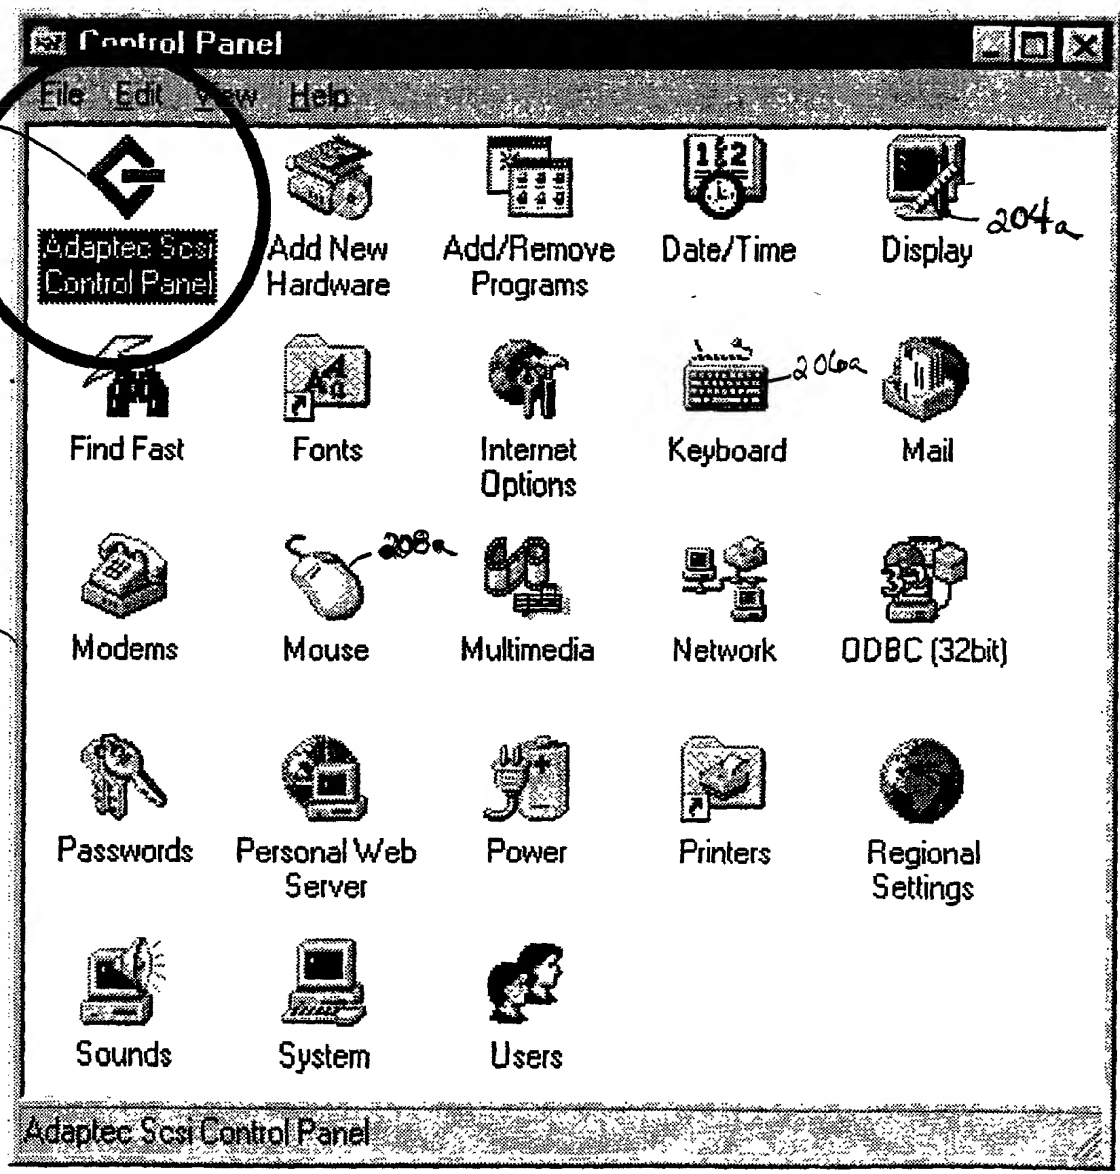 Control Panel
File Edit View Help
Adaptec Scsi
Control Panel
Add New
Hardware
Add/Remove
Programs
Date/Time
Display
204a
Find Fast
Fonts
Internet
Options
Keyboard
206a
Mail
Modems
Mouse
208a
Multimedia
Network
ODBC (32bit)
Passwords
Personal Web
Server
Power
Printers
Regional
Settings
Sounds
System
Users
Adaptec Scsi Control Panel